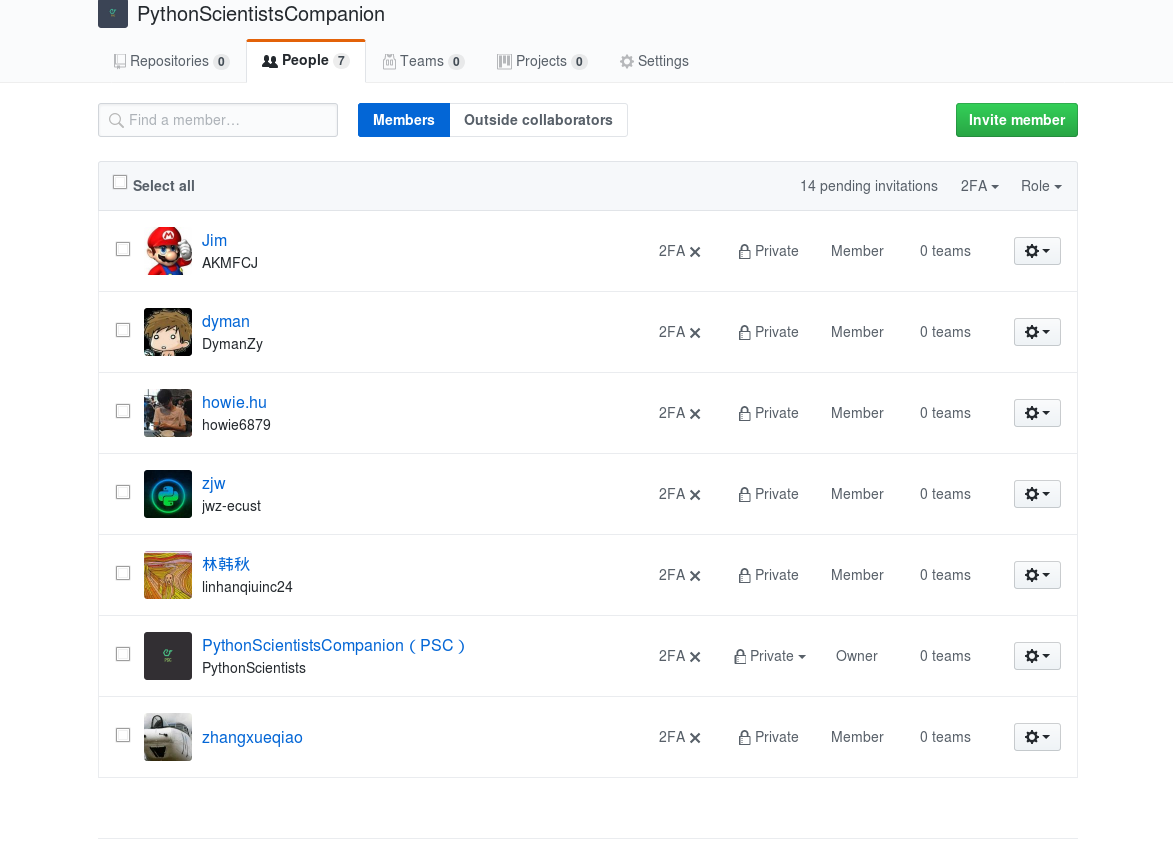 PythonScientistsCompanion
Repositories 0 People 7 Teams 0 Projects 0 Settings
Find a member… Members Outside collaborators Invite member
Select all 14 pending invitations 2FA Role
Jim
AKMFCJ
2FA Private Member 0 teams
dyman
DymanZy
2FA Private Member 0 teams
howie.hu
howie6879
2FA Private Member 0 teams
zjw
jwz-ecust
2FA Private Member 0 teams
林韩秋
linhanqiuinc24
2FA Private Member 0 teams
PythonScientistsCompanion（PSC）
PythonScientists
2FA Private Owner 0 teams
PSC
zhangxueqiao
2FA Private Member 0 teams